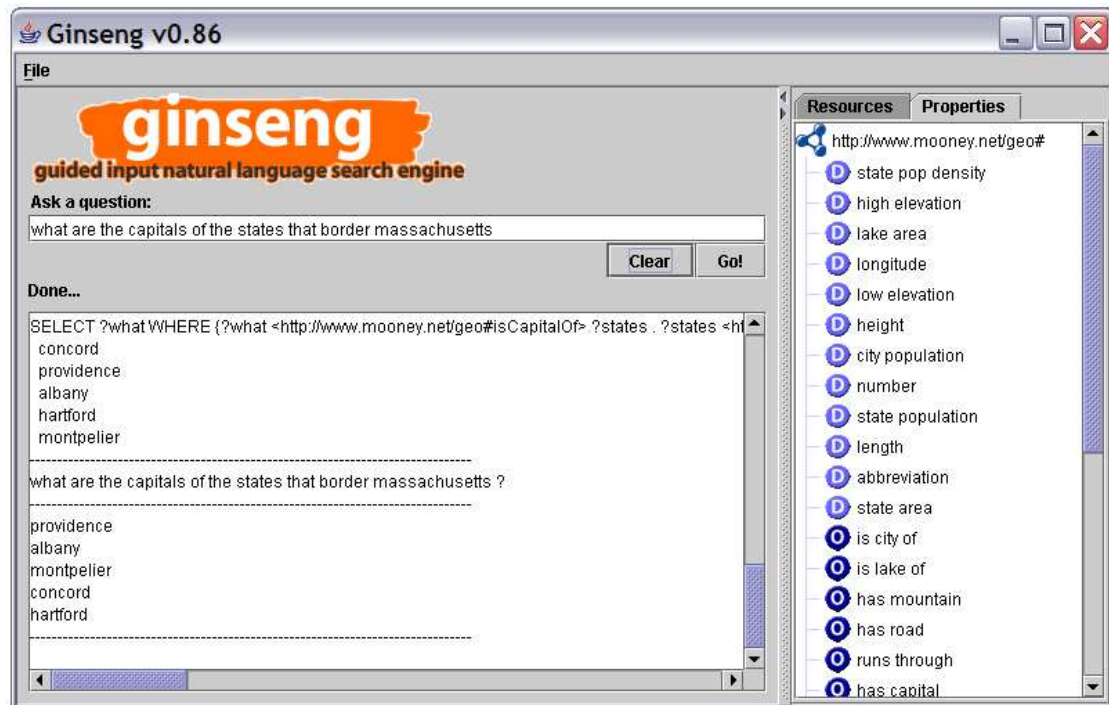 Ginseng v0.86
File
ginseng
guided input natural language search engine
Ask a question:
what are the capitals of the states that border massachusetts
Clear Go!
Done...
SELECT ?what WHERE {?what <http://www.mooney.net/geo#isCapitalOf> ?states . ?states <ht
concord
providence
albany
hartford
montpelier
--------------------------------------------------------------------------------
what are the capitals of the states that border massachusetts ?
--------------------------------------------------------------------------------
providence
albany
montpelier
concord
hartford
--------------------------------------------------------------------------------
Resources Properties
http://www.mooney.net/geo#
D state pop density
D high elevation
D lake area
D longitude
D low elevation
D height
D city population
D number
D state population
D length
D abbreviation
D state area
O is city of
O is lake of
O has mountain
O has road
O runs through
O has capital